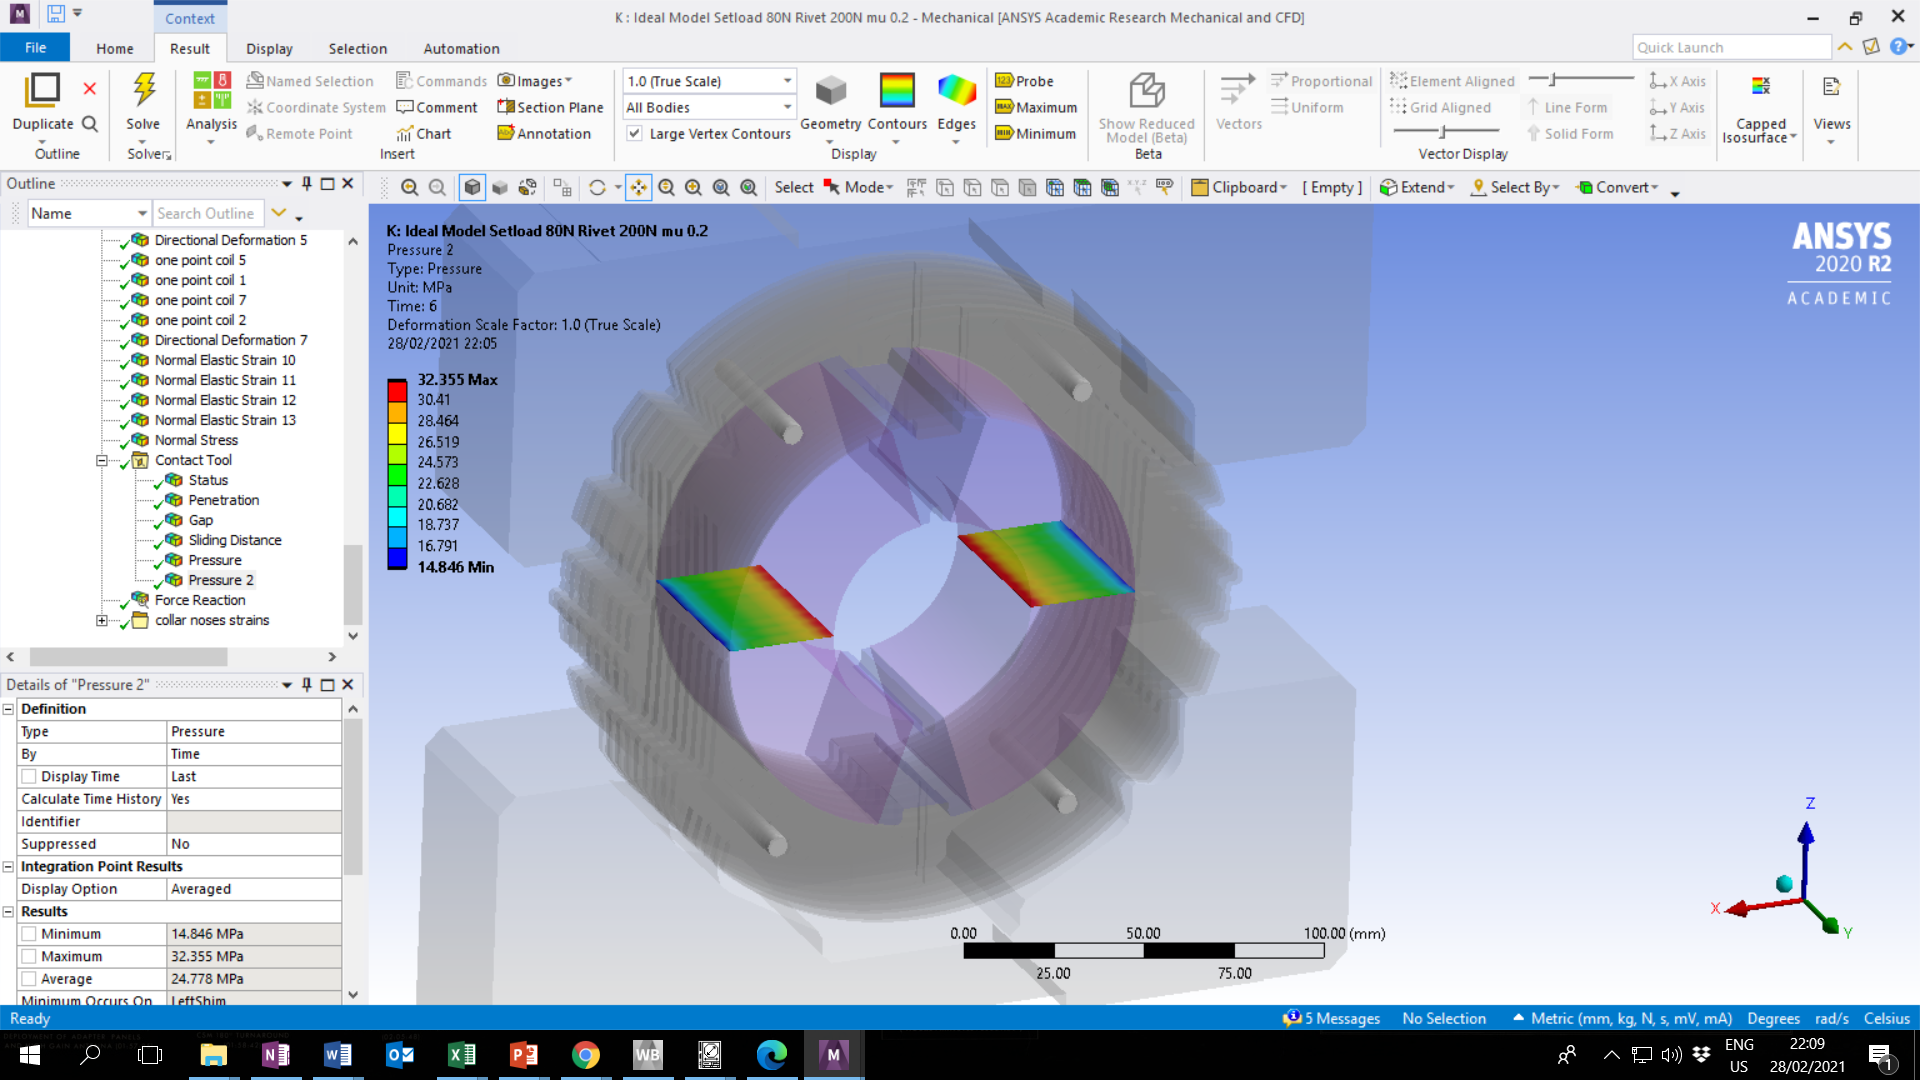 Context
K : Ideal Model Setload 80N Rivet 200N mu 0.2 - Mechanical [ANSYS Academic Research Mechanical and CFD]
File
Home
Result
Display
Selection
Automation
Quick Launch
Duplicate
Outline
Solve
Solver
Analysis
Named Selection
Coordinate System
Remote Point
Commands
Comment
Chart
Images
Section Plane
Annotation
Insert
1.0 (True Scale)
All Bodies
Large Vertex Contours
Geometry
Contours
Edges
Display
Probe
Maximum
Minimum
Show Reduced
Model (Beta)
Beta
Vectors
Proportional
Uniform
Element Aligned
Grid Aligned
Line Form
Solid Form
X Axis
Y Axis
Z Axis
Vector Display
Capped
Isosurface
Views
Outline
Name
Search Outline
Select
Mode
Clipboard
[ Empty ]
Extend
Select By
Convert
Directional Deformation 5
one point coil 5
one point coil 1
one point coil 7
one point coil 2
Directional Deformation 7
Normal Elastic Strain 10
Normal Elastic Strain 11
Normal Elastic Strain 12
Normal Elastic Strain 13
Normal Stress
Contact Tool
Status
Penetration
Gap
Sliding Distance
Pressure
Pressure 2
Force Reaction
collar noses strains
Details of "Pressure 2"
Definition
Type Pressure
By Time
Display Time Last
Calculate Time History Yes
Identifier
Suppressed No
Integration Point Results
Display Option Averaged
Results
Minimum 14.846 MPa
Maximum 32.355 MPa
Average 24.778 MPa
Minimum Occurs On LeftShim
K: Ideal Model Setload 80N Rivet 200N mu 0.2
Pressure 2
Type: Pressure
Unit: MPa
Time: 6
Deformation Scale Factor: 1.0 (True Scale)
28/02/2021 22:05
32.355 Max
30.41
28.464
26.519
24.573
22.628
20.682
18.737
16.791
14.846 Min
ANSYS
2020 R2
ACADEMIC
0.00
50.00
100.00 (mm)
25.00
75.00
Z
X
Y
Ready
5 Messages
No Selection
Metric (mm, kg, N, s, mV, mA)
Degrees
rad/s
Celsius
WB
M
ENG
US
22:09
28/02/2021
1